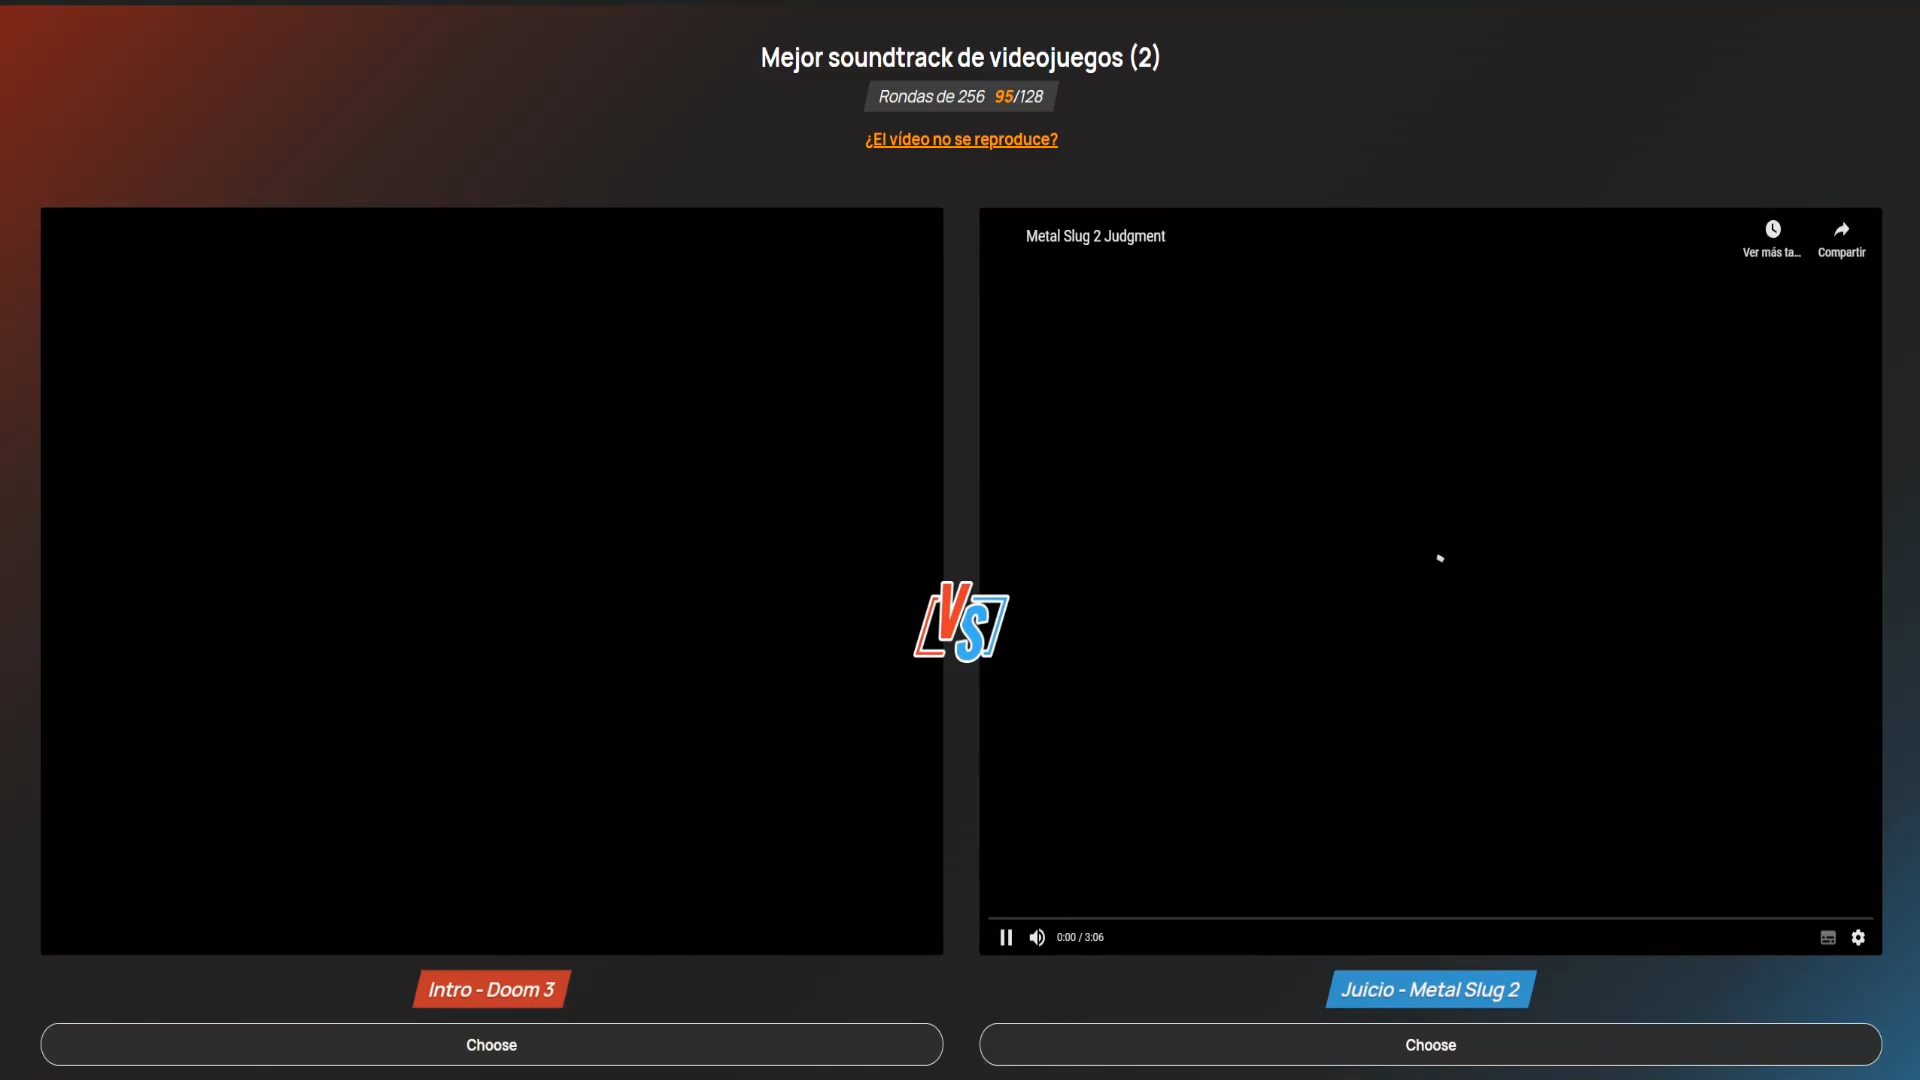 Mejor soundtrack de videojuegos (2)
Rondas de 256 95/128
¿El vídeo no se reproduce?
Metal Slug 2 Judgment
Ver más ta...
Compartir
VS
0:00 / 3:06
Intro - Doom 3
Juicio - Metal Slug 2
Choose
Choose